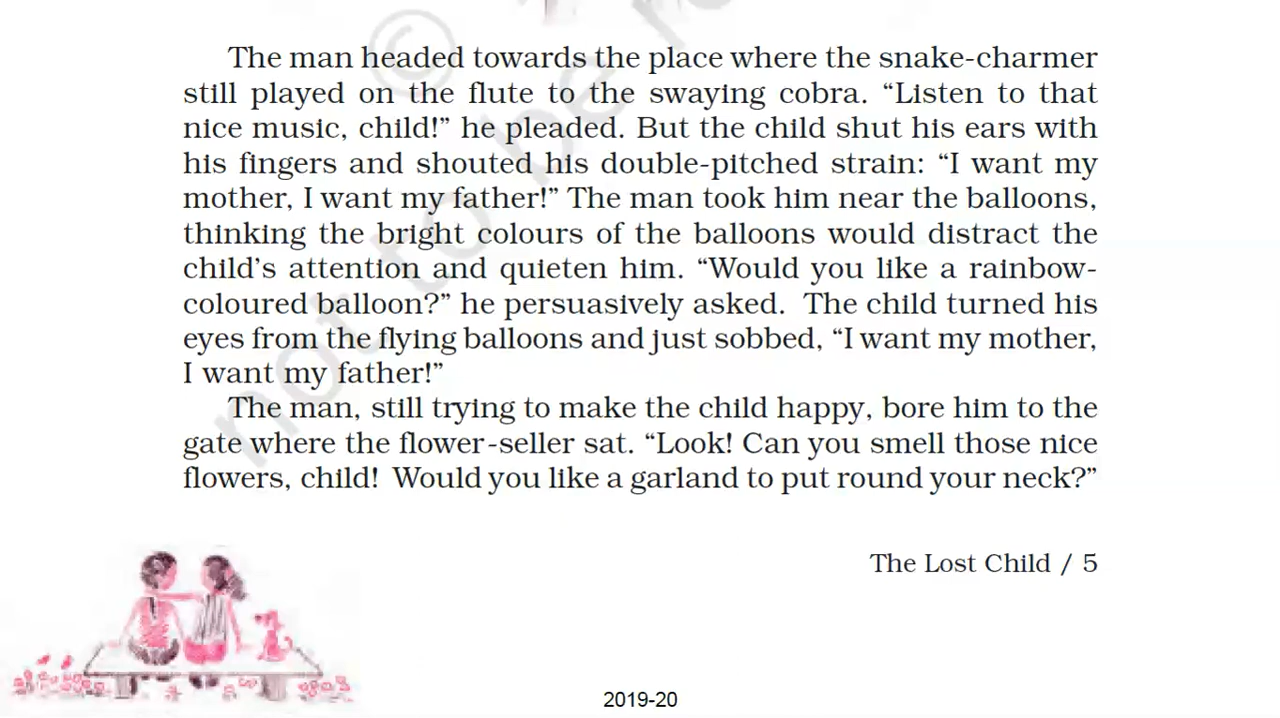 The man headed towards the place where the snake-charmer
still played on the flute to the swaying cobra. “Listen to that
nice music, child!” he pleaded. But the child shut his ears with
his fingers and shouted his double-pitched strain: “I want my
mother, I want my father!” The man took him near the balloons,
thinking the bright colours of the balloons would distract the
child’s attention and quieten him. “Would you like a rainbow-
coloured balloon?” he persuasively asked. The child turned his
eyes from the flying balloons and just sobbed, “I want my mother,
I want my father!”
The man, still trying to make the child happy, bore him to the
gate where the flower-seller sat. “Look! Can you smell those nice
flowers, child! Would you like a garland to put round your neck?”
The Lost Child / 5
2019-20
©
not to be re